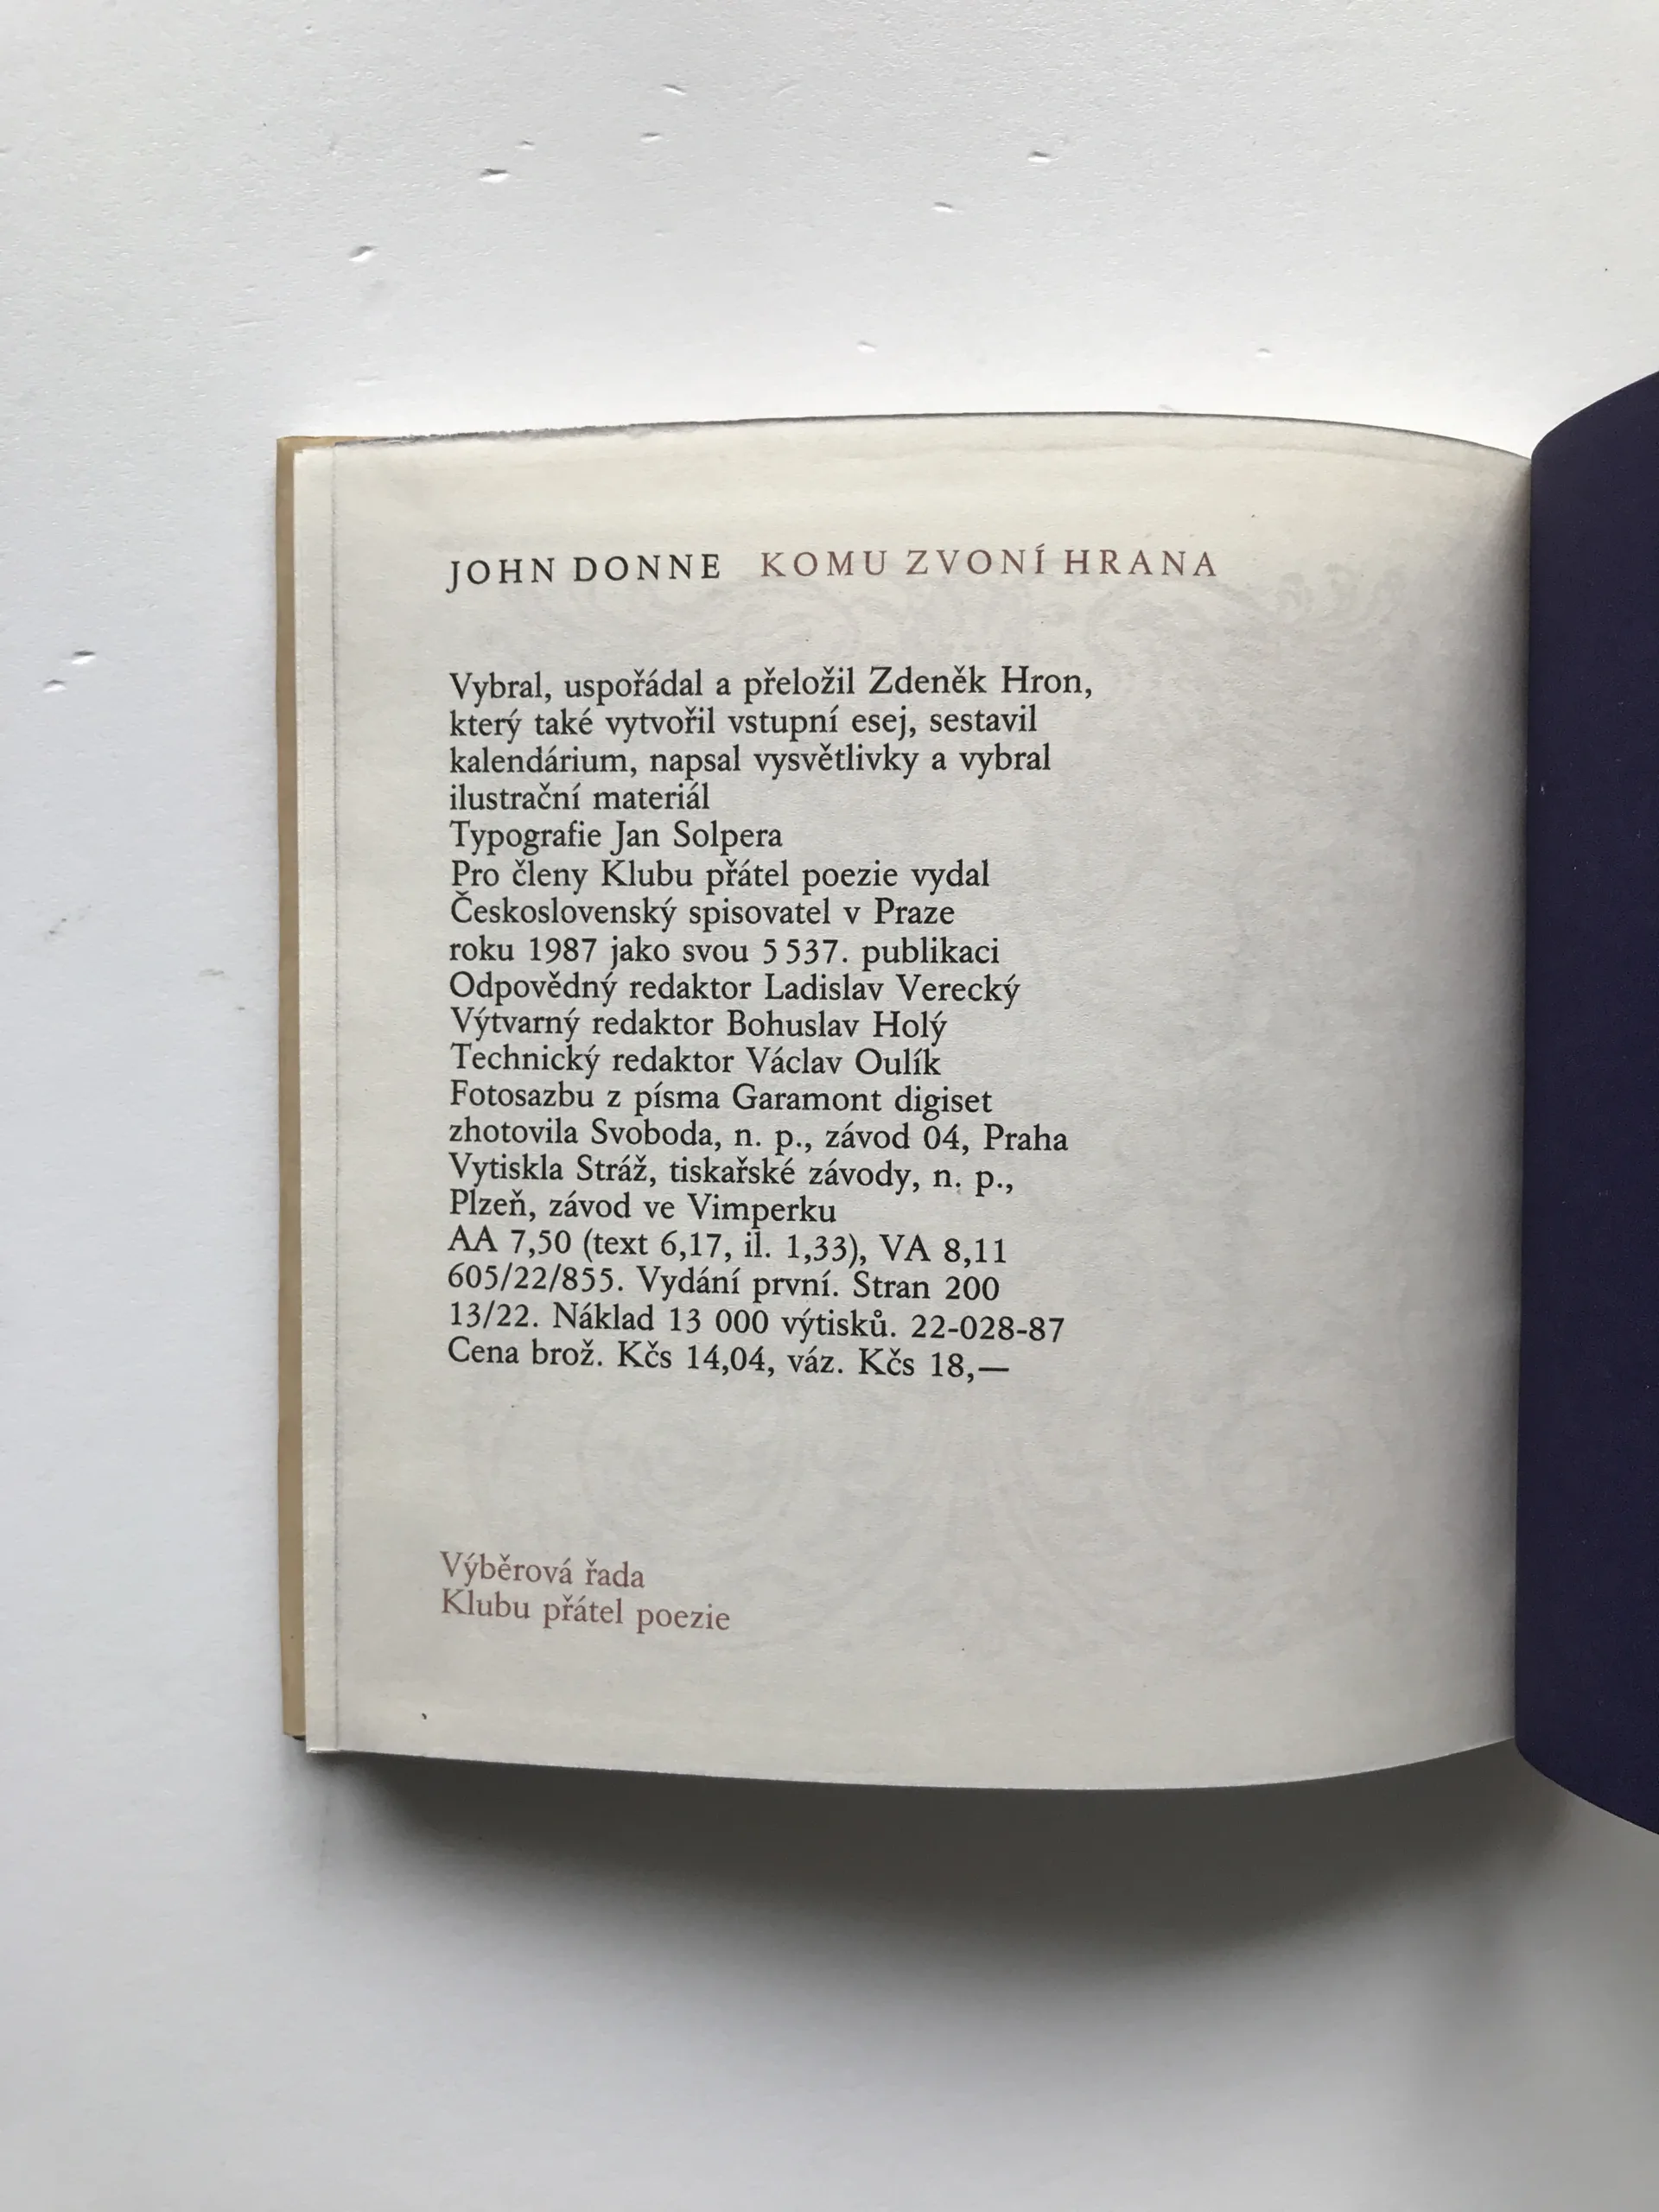 JOHN DONNE KOMU ZVONÍ HRANA
Vybral, uspořádal a přeložil Zdeněk Hron,
který také vytvořil vstupní esej, sestavil
kalendárium, napsal vysvětlivky a vybral
ilustrační materiál
Typografie Jan Solpera
Pro členy Klubu přátel poezie vydal
Československý spisovatel v Praze
roku 1987 jako svou 5 537. publikaci
Odpovědný redaktor Ladislav Verecký
Výtvarný redaktor Bohuslav Holý
Technický redaktor Václav Oulík
Fotosazbu z písma Garamont digiset
zhotovila Svoboda, n. p., závod 04, Praha
Vytiskla Stráž, tiskařské závody, n. p.,
Plzeň, závod ve Vimperku
AA 7,50 (text 6,17, il. 1,33), VA 8,11
605/22/855. Vydání první. Stran 200
13/22. Náklad 13 000 výtisků. 22-028-87
Cena brož. Kčs 14,04, váz. Kčs 18,—
Výběrová řada
Klubu přátel poezie